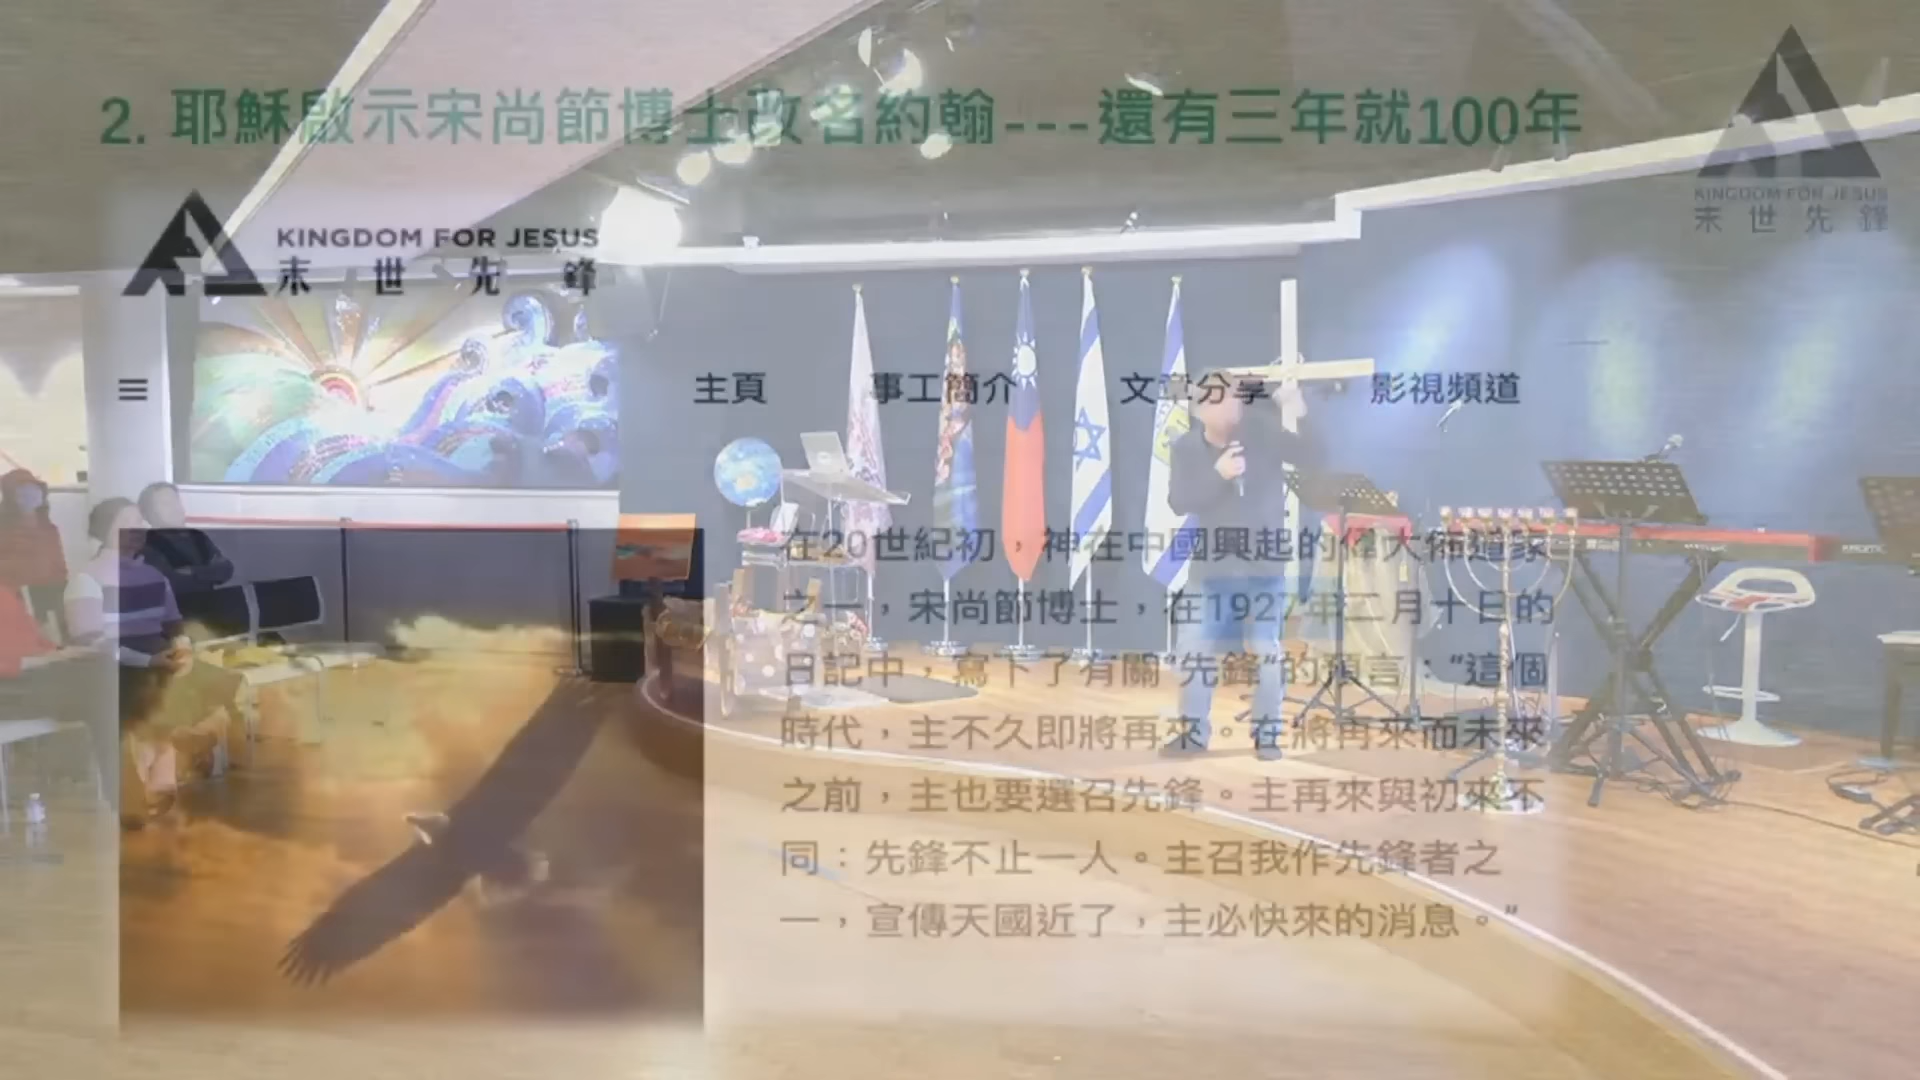 2. 耶穌啟示宋尚節博士改名約翰---還有三年就100年
KINGDOM FOR JESUS
末世先鋒
KINGDOM FOR JESUS
末世先鋒
主頁 事工簡介 文章分享 影視頻道
在20世紀初，神在中國興起的偉大佈道家
之一，宋尚節博士，在1927年二月十日的
日記中，寫下了有關“先鋒”的預言：“這個
時代，主不久即將再來。在將再來而未來
之前，主也要選召先鋒。主再來與初來不
同：先鋒不止一人。主召我作先鋒者之
一，宣傳天國近了，主必快來的消息。”